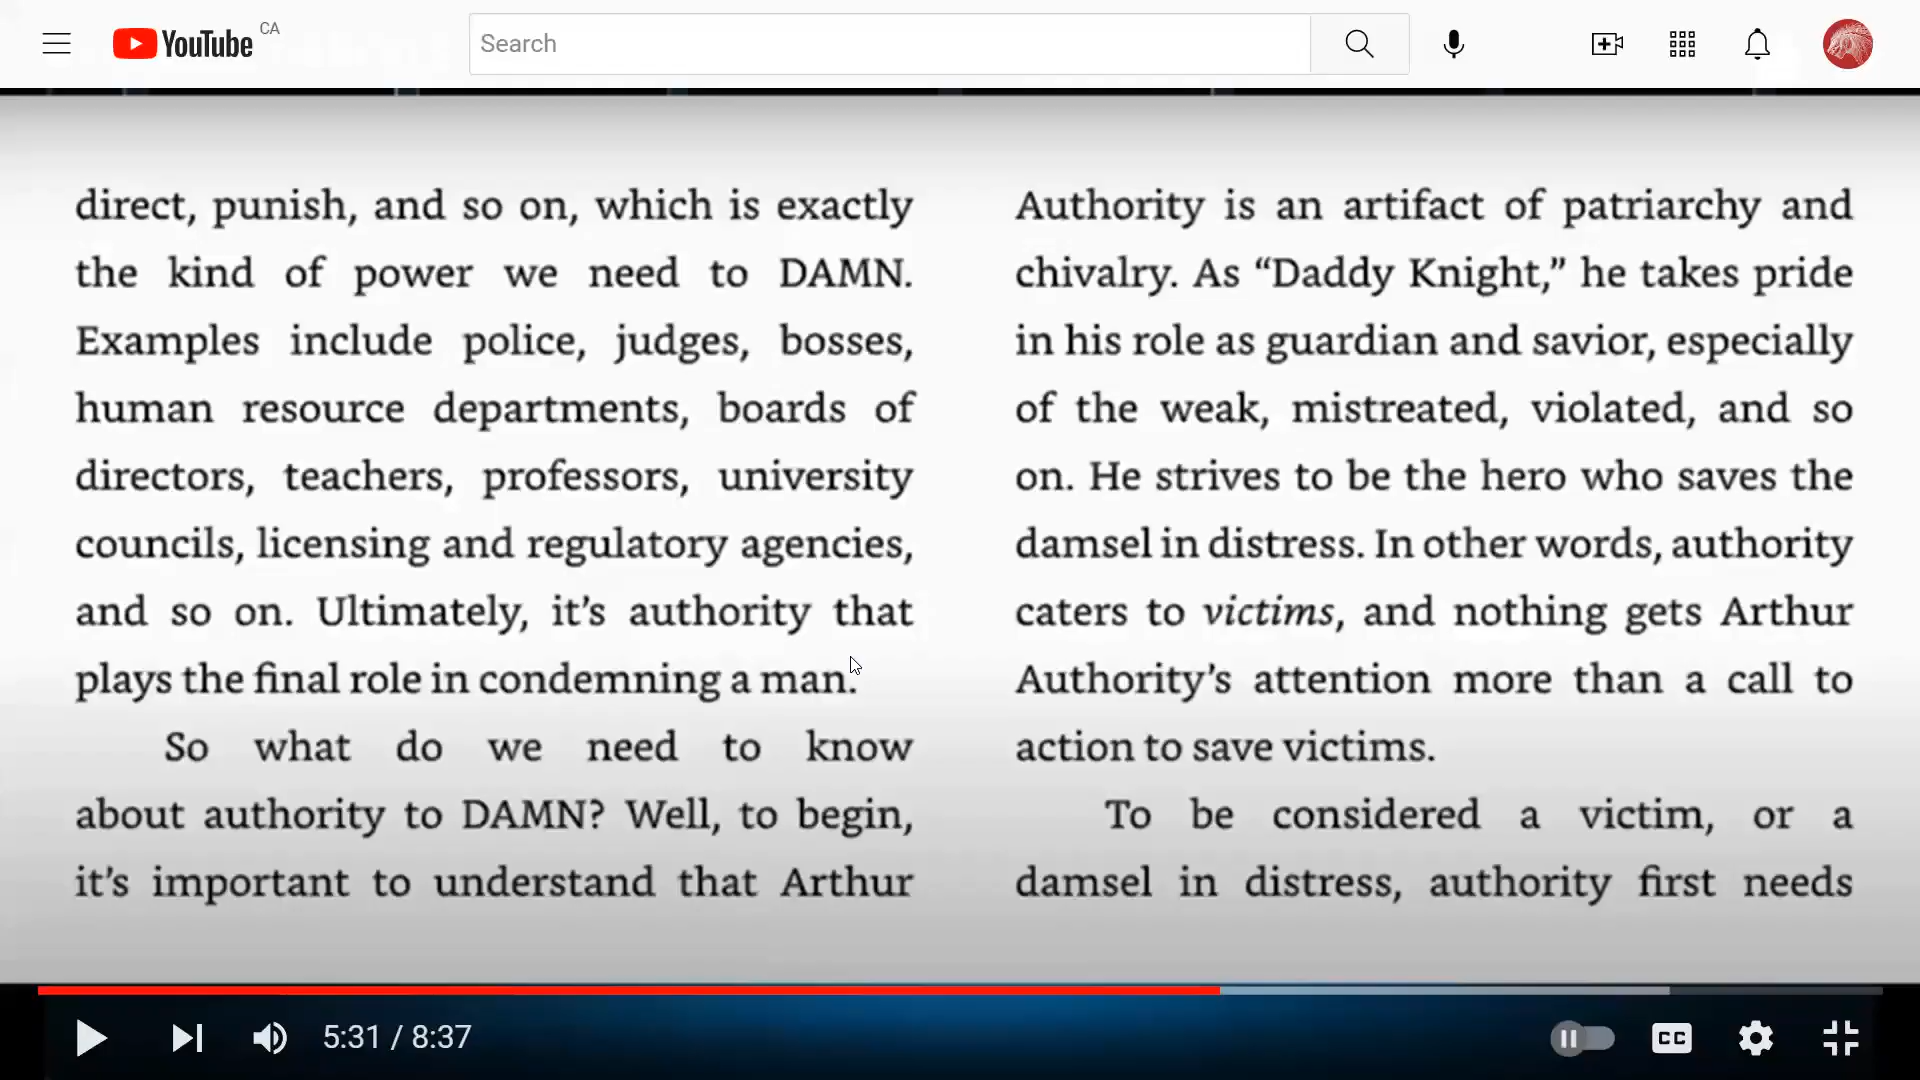 YouTube CA
Search
direct, punish, and so on, which is exactly
the kind of power we need to DAMN.
Examples include police, judges, bosses,
human resource departments, boards of
directors, teachers, professors, university
councils, licensing and regulatory agencies,
and so on. Ultimately, it’s authority that
plays the final role in condemning a man.
So what do we need to know
about authority to DAMN? Well, to begin,
it’s important to understand that Arthur
Authority is an artifact of patriarchy and
chivalry. As “Daddy Knight,” he takes pride
in his role as guardian and savior, especially
of the weak, mistreated, violated, and so
on. He strives to be the hero who saves the
damsel in distress. In other words, authority
caters to victims, and nothing gets Arthur
Authority’s attention more than a call to
action to save victims.
To be considered a victim, or a
damsel in distress, authority first needs
5:31 / 8:37
CC